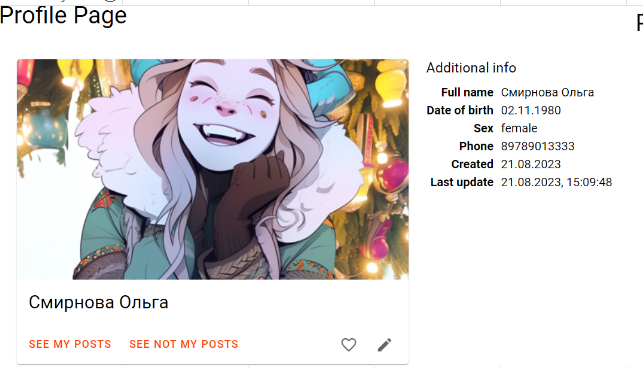 Profile Page
Additional info
Full name Смирнова Ольга
Date of birth 02.11.1980
Sex female
Phone 89789013333
Created 21.08.2023
Last update 21.08.2023, 15:09:48
Смирнова Ольга
SEE MY POSTS SEE NOT MY POSTS